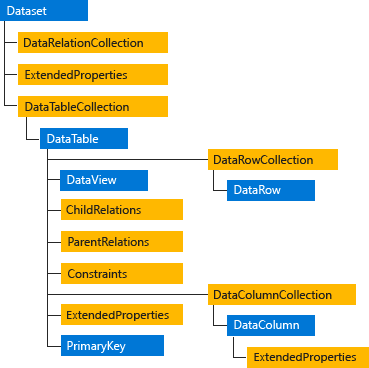 Dataset
DataRelationCollection
ExtendedProperties
DataTableCollection
DataTable
DataRowCollection
DataView
DataRow
ChildRelations
ParentRelations
Constraints
DataColumnCollection
ExtendedProperties
DataColumn
PrimaryKey
ExtendedProperties